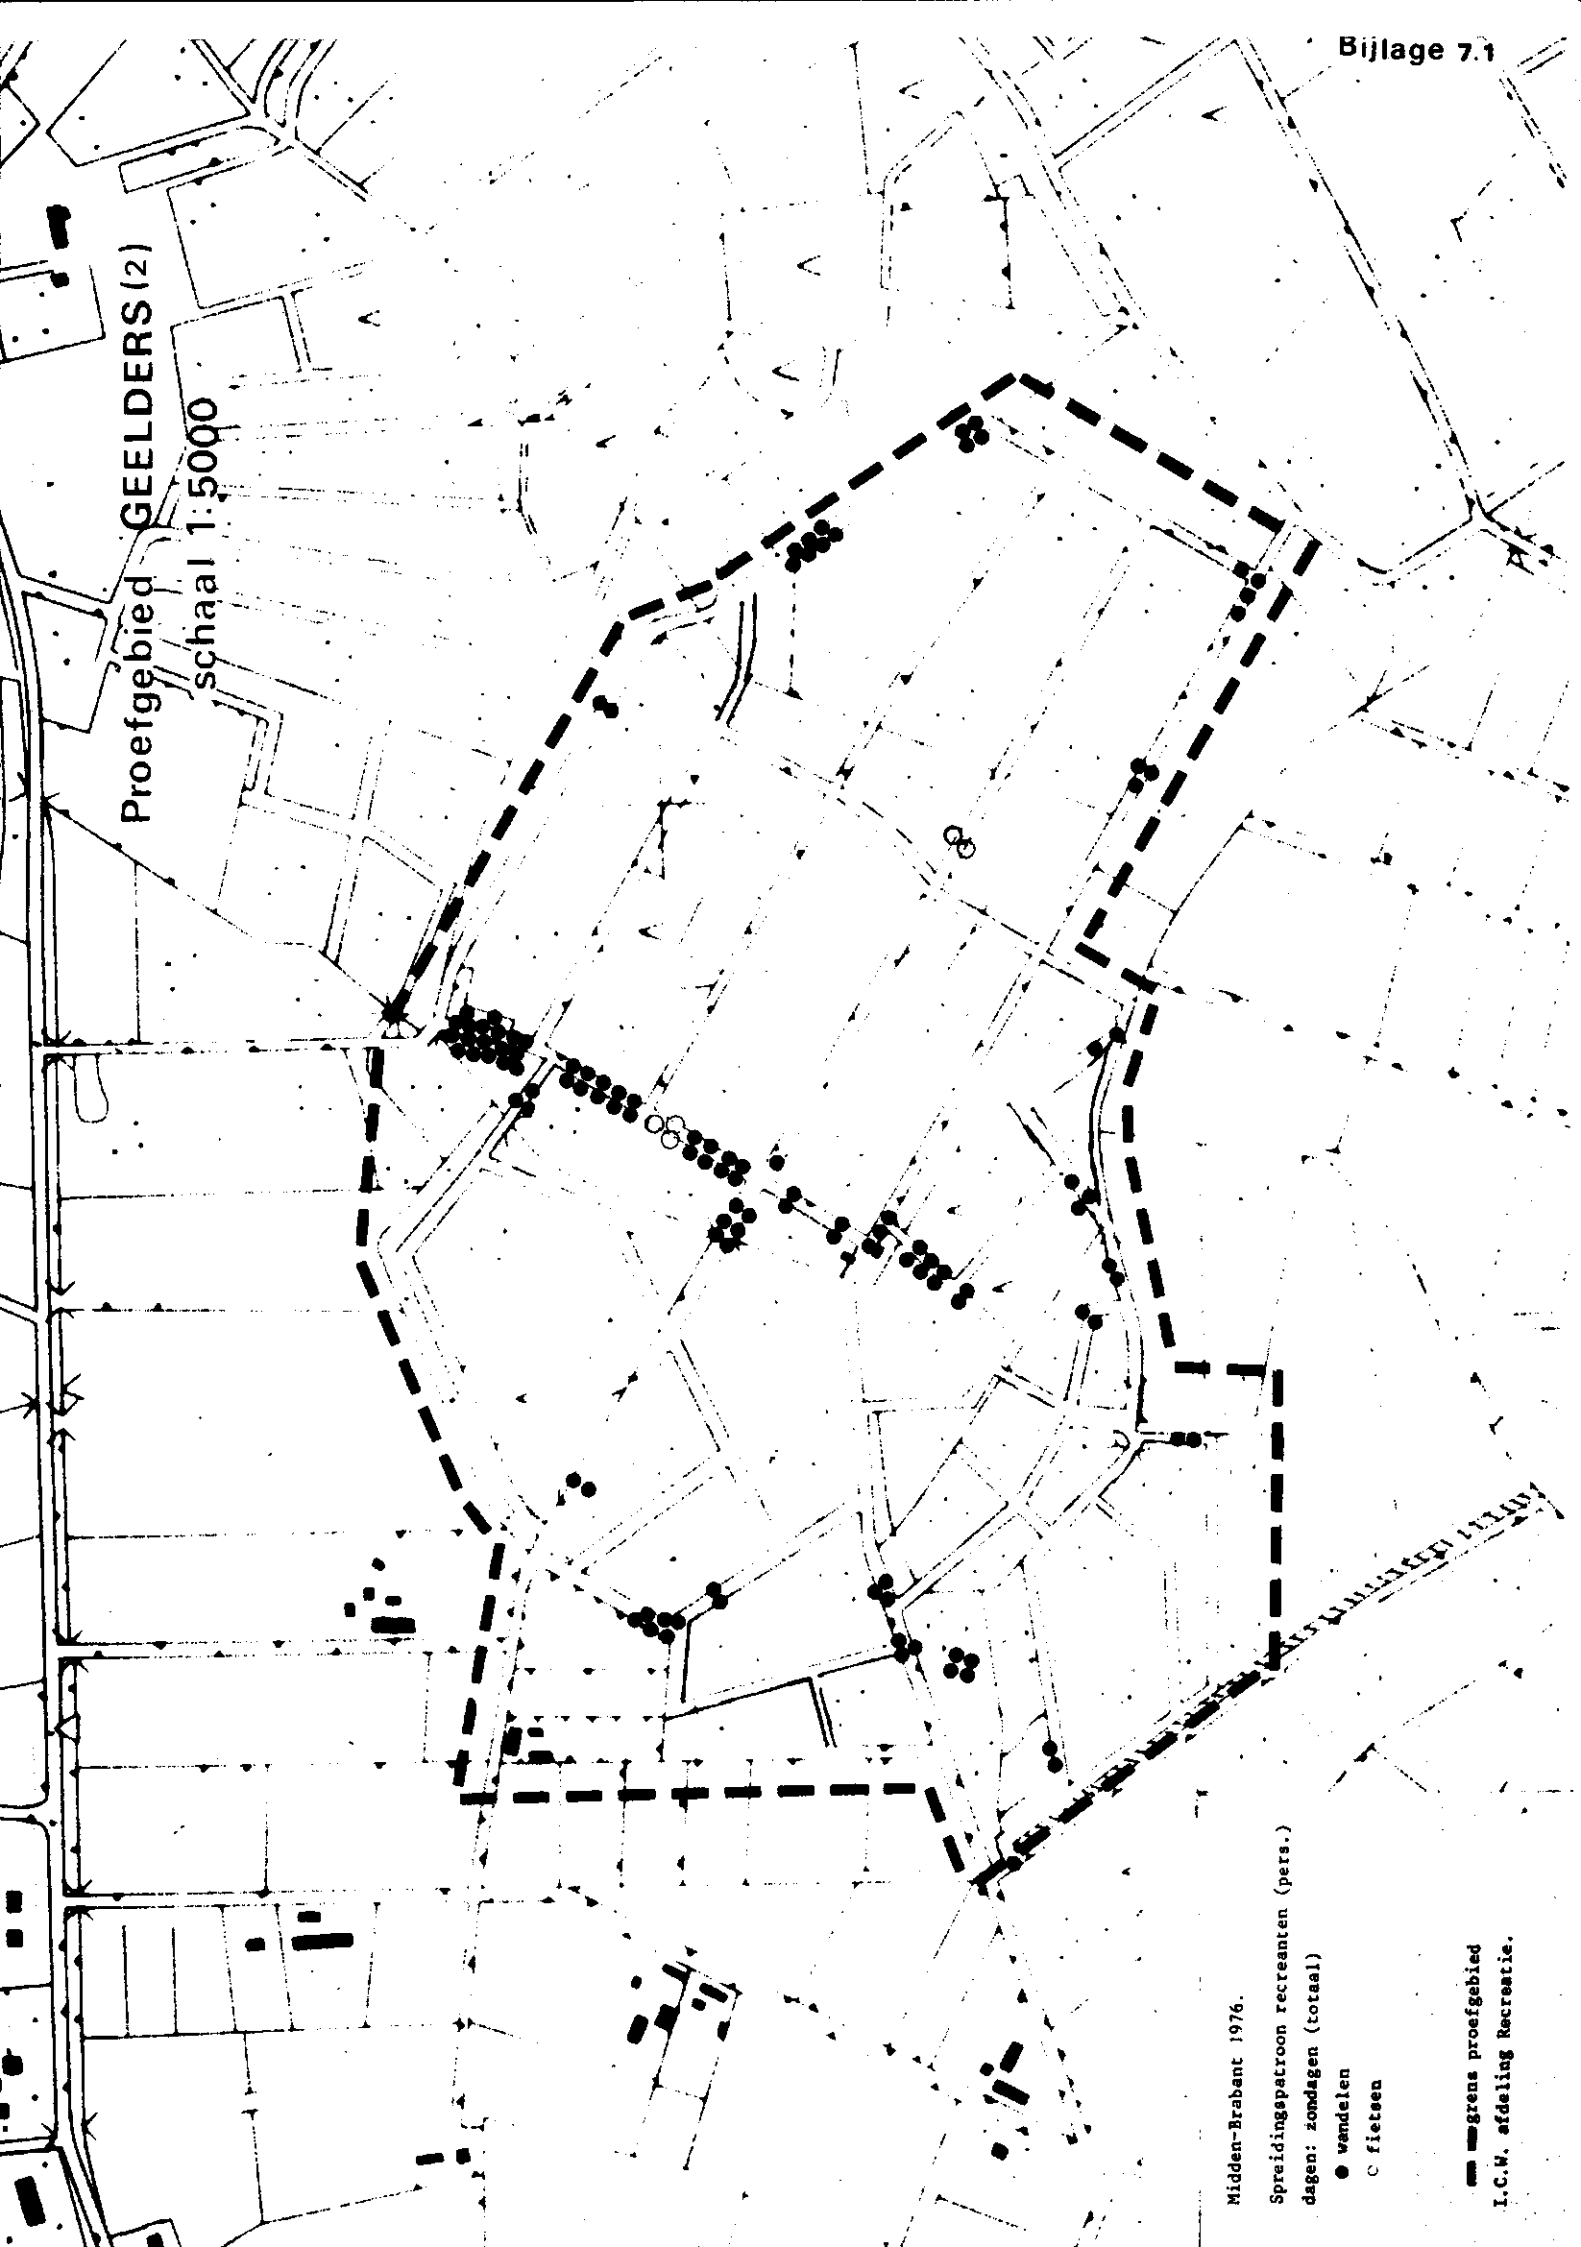 Bijlage 7.1
Proefgebied GEELDERS (2)
schaal 1:5000
Midden-Brabant 1976.
Spreidingspatroon recreanten (pers.)
dagen: zondagen (totaal)
● wandelen
○ fietsen
grens proefgebied
I.C.W. afdeling Recreatie.